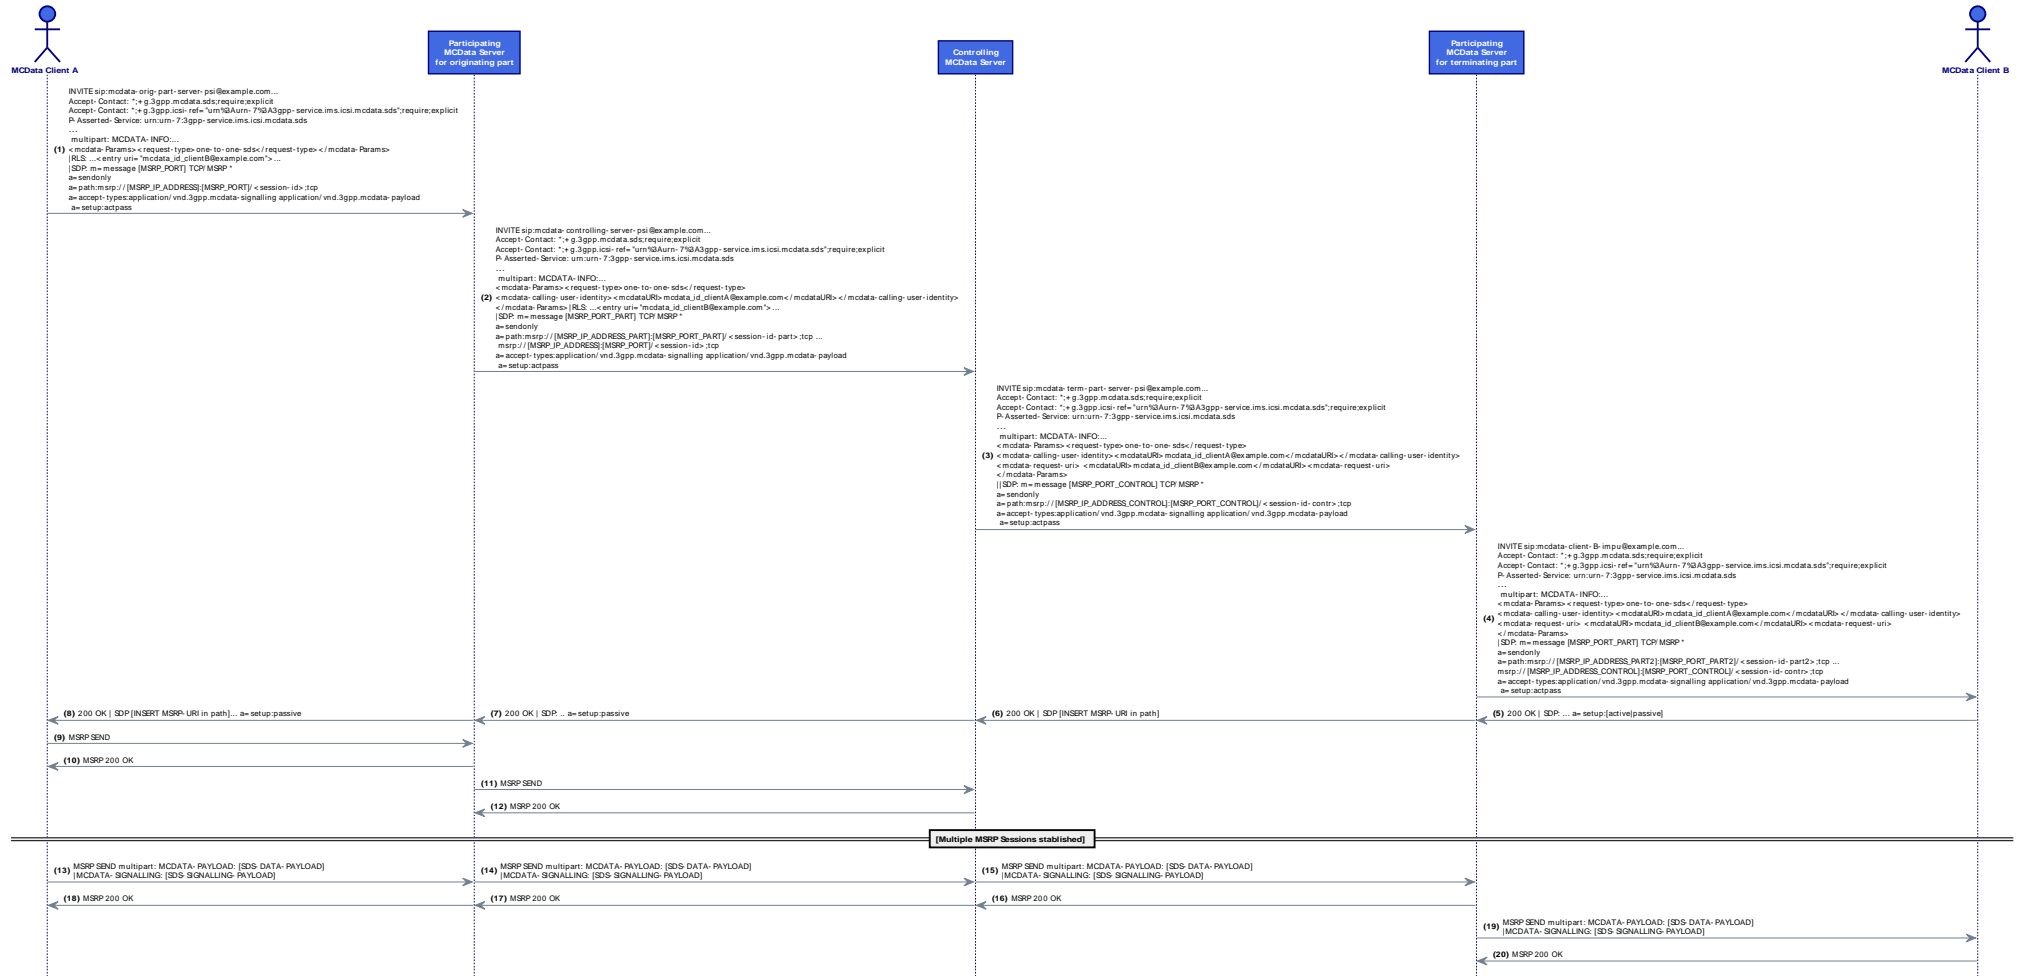 MCData Client A
Participating
MCData Server
for originating part
Controlling
MCData Server
Participating
MCData Server
for terminating part
MCData Client B
INVITE sip:mcdata-orig-part-server-psi@example.com...
Accept-Contact: *;+g.3gpp.mcdata.sds;require;explicit
Accept-Contact: *;+g.3gpp.icsi-ref="urn%3Aurn-7%3A3gpp-service.ims.icsi.mcdata.sds";require;explicit
P-Asserted-Service: urn:urn-7:3gpp-service.ims.icsi.mcdata.sds
...
multipart: MCDATA-INFO:...
(1) <mcdata-Params><request-type>one-to-one-sds</request-type></mcdata-Params>
|RLS: ...<entry uri="mcdata_id_clientB@example.com">...
|SDP: m=message [MSRP_PORT] TCP/MSRP *
a=sendonly
a=path:msrp://[MSRP_IP_ADDRESS]:[MSRP_PORT]/<session-id>;tcp
a=accept-types:application/vnd.3gpp.mcdata-signalling application/vnd.3gpp.mcdata-payload
a=setup:actpass
INVITE sip:mcdata-controlling-server-psi@example.com...
Accept-Contact: *;+g.3gpp.mcdata.sds;require;explicit
Accept-Contact: *;+g.3gpp.icsi-ref="urn%3Aurn-7%3A3gpp-service.ims.icsi.mcdata.sds";require;explicit
P-Asserted-Service: urn:urn-7:3gpp-service.ims.icsi.mcdata.sds
...
multipart: MCDATA-INFO:...
<mcdata-Params><request-type>one-to-one-sds</request-type>
(2) <mcdata-calling-user-identity><mcdataURI>mcdata_id_clientA@example.com</mcdataURI></mcdata-calling-user-identity>
</mcdata-Params>|RLS: ...<entry uri="mcdata_id_clientB@example.com">...
|SDP: m=message [MSRP_PORT_PART] TCP/MSRP *
a=sendonly
a=path:msrp://[MSRP_IP_ADDRESS_PART]:[MSRP_PORT_PART]/<session-id-part>;tcp ...
msrp://[MSRP_IP_ADDRESS]:[MSRP_PORT]/<session-id>;tcp
a=accept-types:application/vnd.3gpp.mcdata-signalling application/vnd.3gpp.mcdata-payload
a=setup:actpass
INVITE sip:mcdata-term-part-server-psi@example.com...
Accept-Contact: *;+g.3gpp.mcdata.sds;require;explicit
Accept-Contact: *;+g.3gpp.icsi-ref="urn%3Aurn-7%3A3gpp-service.ims.icsi.mcdata.sds";require;explicit
P-Asserted-Service: urn:urn-7:3gpp-service.ims.icsi.mcdata.sds
...
multipart: MCDATA-INFO:...
<mcdata-Params><request-type>one-to-one-sds</request-type>
(3) <mcdata-calling-user-identity><mcdataURI>mcdata_id_clientA@example.com</mcdataURI></mcdata-calling-user-identity>
<mcdata-request-uri> <mcdataURI>mcdata_id_clientB@example.com</mcdataURI><mcdata-request-uri>
</mcdata-Params>
||SDP: m=message [MSRP_PORT_CONTROL] TCP/MSRP *
a=sendonly
a=path:msrp://[MSRP_IP_ADDRESS_CONTROL]:[MSRP_PORT_CONTROL]/<session-id-contr>;tcp
a=accept-types:application/vnd.3gpp.mcdata-signalling application/vnd.3gpp.mcdata-payload
a=setup:actpass
INVITE sip:mcdata-client-B-impu@example.com...
Accept-Contact: *;+g.3gpp.mcdata.sds;require;explicit
Accept-Contact: *;+g.3gpp.icsi-ref="urn%3Aurn-7%3A3gpp-service.ims.icsi.mcdata.sds";require;explicit
P-Asserted-Service: urn:urn-7:3gpp-service.ims.icsi.mcdata.sds
...
multipart: MCDATA-INFO:...
<mcdata-Params><request-type>one-to-one-sds</request-type>
(4) <mcdata-calling-user-identity><mcdataURI>mcdata_id_clientA@example.com</mcdataURI></mcdata-calling-user-identity>
<mcdata-request-uri> <mcdataURI>mcdata_id_clientB@example.com</mcdataURI><mcdata-request-uri>
</mcdata-Params>
|SDP: m=message [MSRP_PORT_PART] TCP/MSRP *
a=sendonly
a=path:msrp://[MSRP_IP_ADDRESS_PART2]:[MSRP_PORT_PART2]/<session-id-part2>;tcp ...
msrp://[MSRP_IP_ADDRESS_CONTROL]:[MSRP_PORT_CONTROL]/<session-id-contr>;tcp
a=accept-types:application/vnd.3gpp.mcdata-signalling application/vnd.3gpp.mcdata-payload
a=setup:actpass
(8) 200 OK | SDP [INSERT MSRP-URI in path]... a=setup:passive
(7) 200 OK | SDP: .. a=setup:passive
(6) 200 OK | SDP [INSERT MSRP-URI in path]
(5) 200 OK | SDP: ... a=setup:[active|passive]
(9) MSRP SEND
(10) MSRP 200 OK
(11) MSRP SEND
(12) MSRP 200 OK
[Multiple MSRP Sessions stablished]
(13) MSRP SEND multipart: MCDATA-PAYLOAD: [SDS-DATA-PAYLOAD]
|MCDATA-SIGNALLING: [SDS-SIGNALLING-PAYLOAD]
(14) MSRP SEND multipart: MCDATA-PAYLOAD: [SDS-DATA-PAYLOAD]
|MCDATA-SIGNALLING: [SDS-SIGNALLING-PAYLOAD]
(15) MSRP SEND multipart: MCDATA-PAYLOAD: [SDS-DATA-PAYLOAD]
|MCDATA-SIGNALLING: [SDS-SIGNALLING-PAYLOAD]
(18) MSRP 200 OK
(17) MSRP 200 OK
(16) MSRP 200 OK
(19) MSRP SEND multipart: MCDATA-PAYLOAD: [SDS-DATA-PAYLOAD]
|MCDATA-SIGNALLING: [SDS-SIGNALLING-PAYLOAD]
(20) MSRP 200 OK